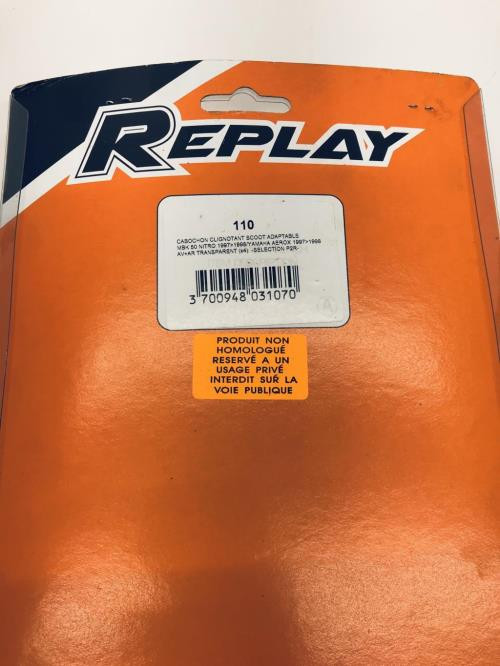 REPLAY
110
CABOCHON CLIGNOTANT SCOOT ADAPTABLE
MBK 50 NITRO 1997>1998/YAMAHA AEROX 1997>1998
AV+AR TRANSPARENT (x4) -SELECTION P2R-
3 700948 031070
PRODUIT NON
HOMOLOGUÉ
RESERVÉ A UN
USAGE PRIVÉ
INTERDIT SUR LA
VOIE PUBLIQUE